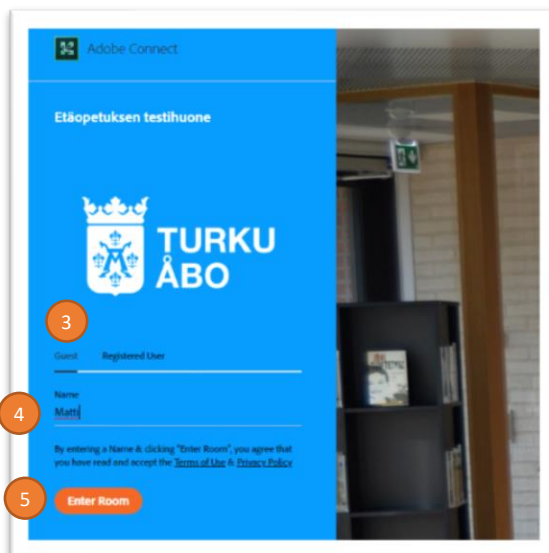 Adobe Connect
Etäopetuksen testihuone
TURKU
ÅBO
3
Guest Registered User
Name
4
Matti
By entering a Name & clicking "Enter Room", you agree that
you have read and accept the Terms of Use & Privacy Policy
5
Enter Room